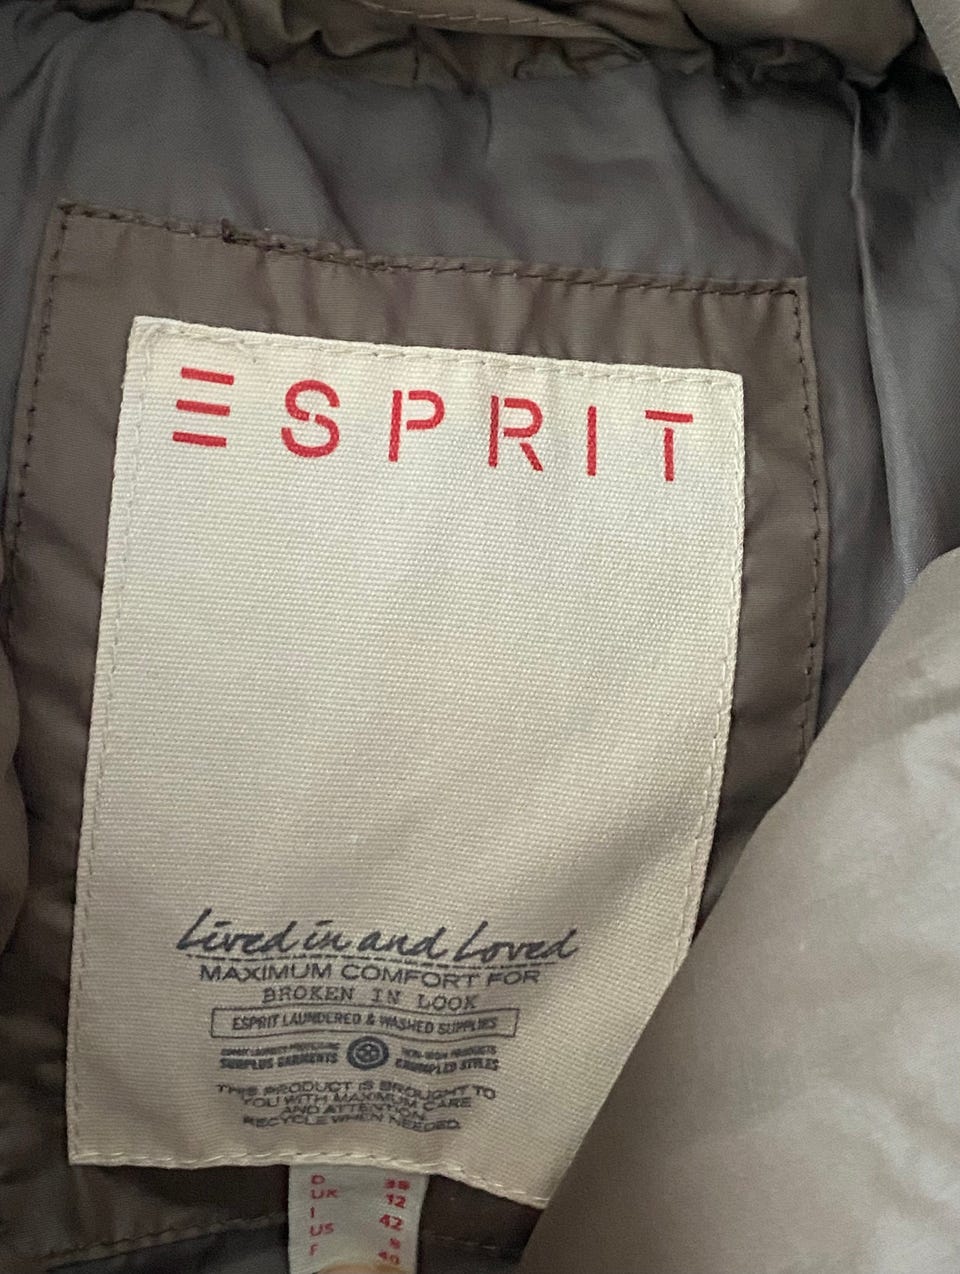 ESPRIT
Lived in and Loved
MAXIMUM COMFORT FOR
BROKEN IN LOOK
ESPRIT LAUNDERED & WASHED SUPPLIES
SURPLUS GARMENTS
CRUMPLED STYLES
THIS PRODUCT IS BROUGHT TO
YOU WITH MAXIMUM CARE
AND ATTENTION.
RECYCLE WHEN NEEDED.
D 38
UK 12
I 42
US 8
F 40